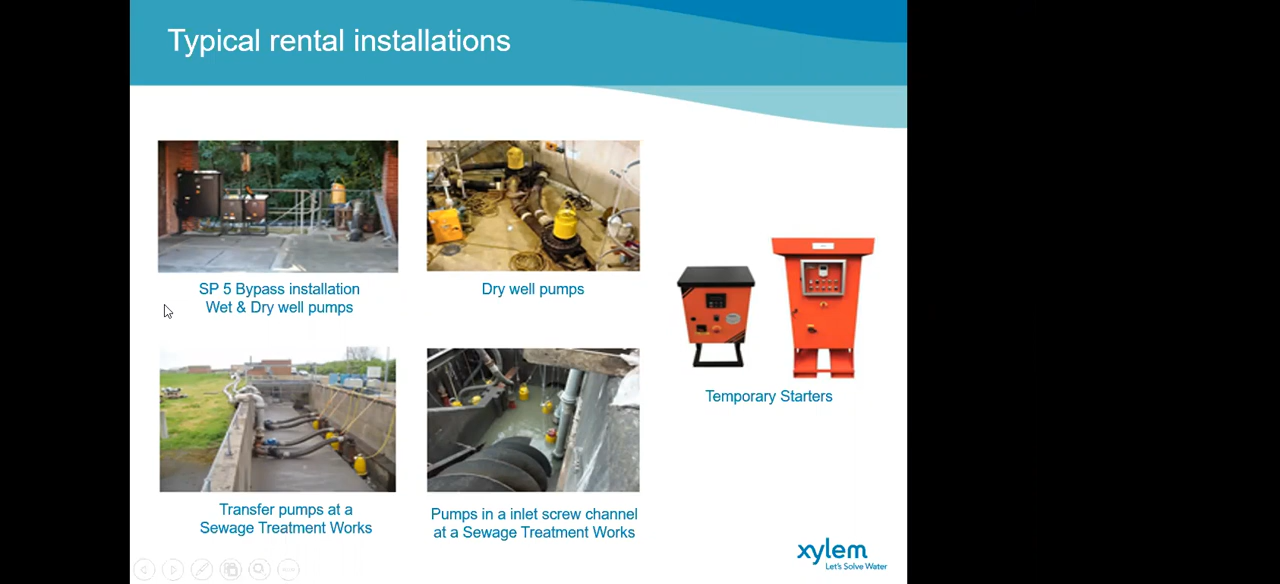 Typical rental installations
SP 5 Bypass installation
Wet & Dry well pumps
Dry well pumps
Temporary Starters
Transfer pumps at a
Sewage Treatment Works
Pumps in a inlet screw channel
at a Sewage Treatment Works
xylem
Let's Solve Water